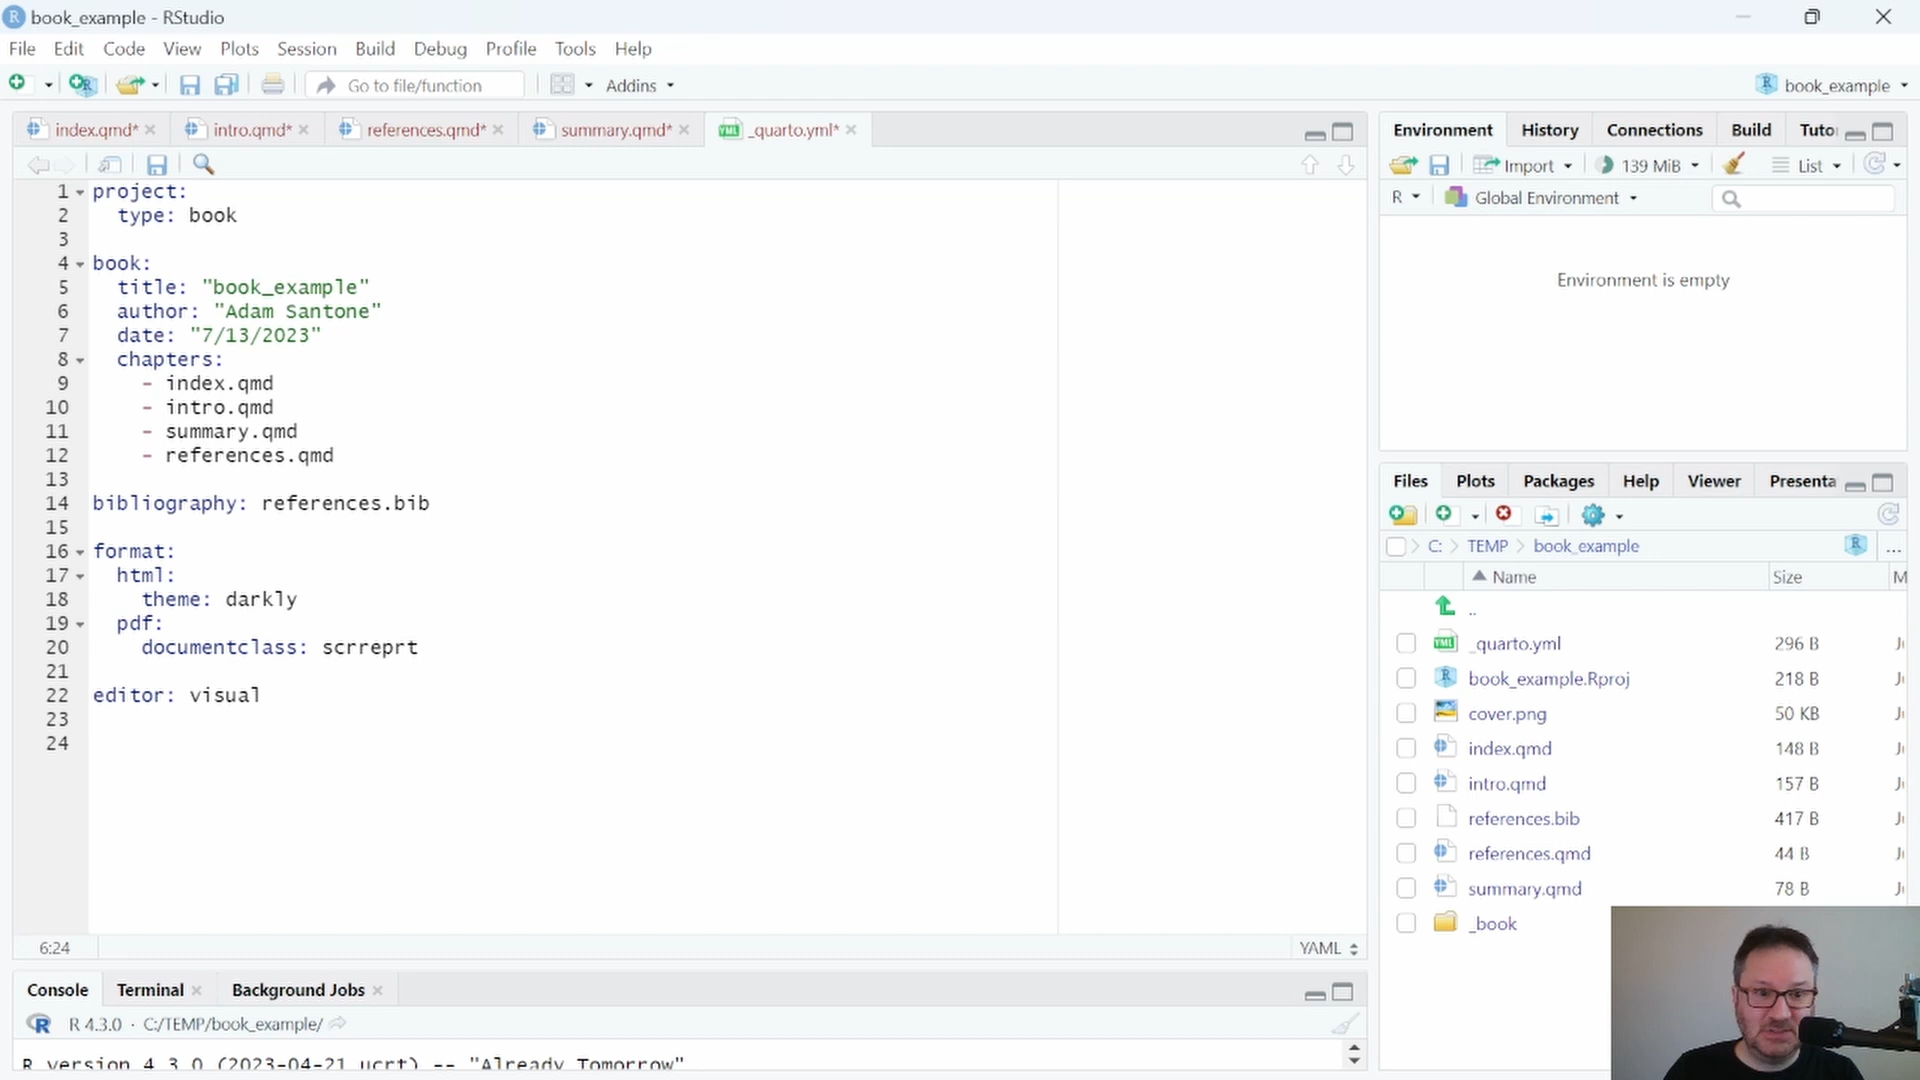 book_example - RStudio
File Edit Code View Plots Session Build Debug Profile Tools Help
Go to file/function Addins book_example
index.qmd* intro.qmd* references.qmd* summary.qmd* _quarto.yml*
1 project:
2 type: book
3
4 book:
5 title: "book_example"
6 author: "Adam Santone"
7 date: "7/13/2023"
8 chapters:
9 - index.qmd
10 - intro.qmd
11 - summary.qmd
12 - references.qmd
13
14 bibliography: references.bib
15
16 format:
17 html:
18 theme: darkly
19 pdf:
20 documentclass: scrreprt
21
22 editor: visual
23
24
6:24 YAML
Console Terminal Background Jobs
R 4.3.0 · C:/TEMP/book_example/
R version 4.3.0 (2023-04-21 ucrt) -- "Already Tomorrow"
Environment History Connections Build Tuto
Import 139 MiB List
R Global Environment
Environment is empty
Files Plots Packages Help Viewer Presenta
C: TEMP book_example ...
Name Size M
..
_quarto.yml 296 B
book_example.Rproj 218 B
cover.png 50 KB
index.qmd 148 B
intro.qmd 157 B
references.bib 417 B
references.qmd 44 B
summary.qmd 78 B
_book